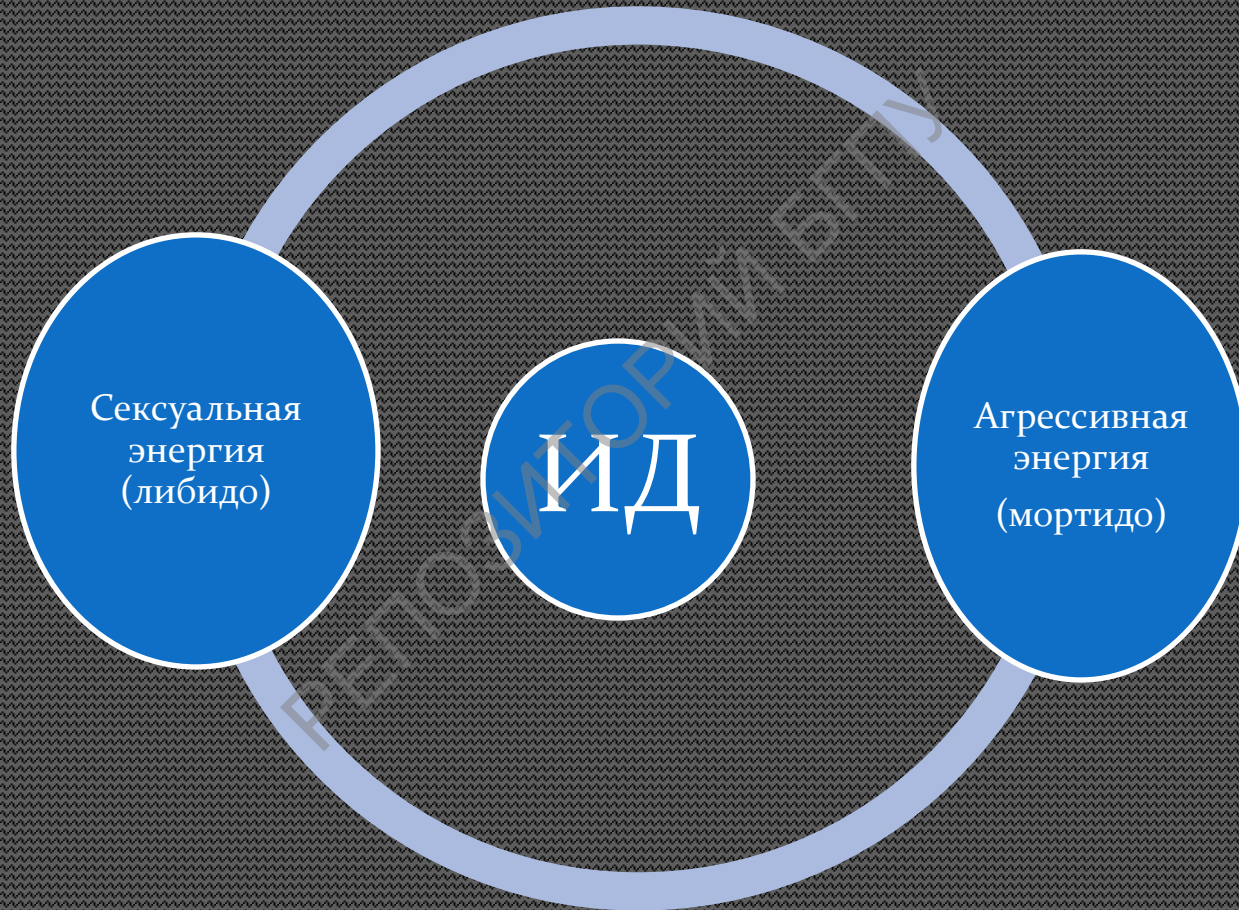 Сексуальная
энергия
(либидо)
ИД
Агрессивная
энергия
(мортидо)
РЕПОЗИТОРИЙ БГПУ